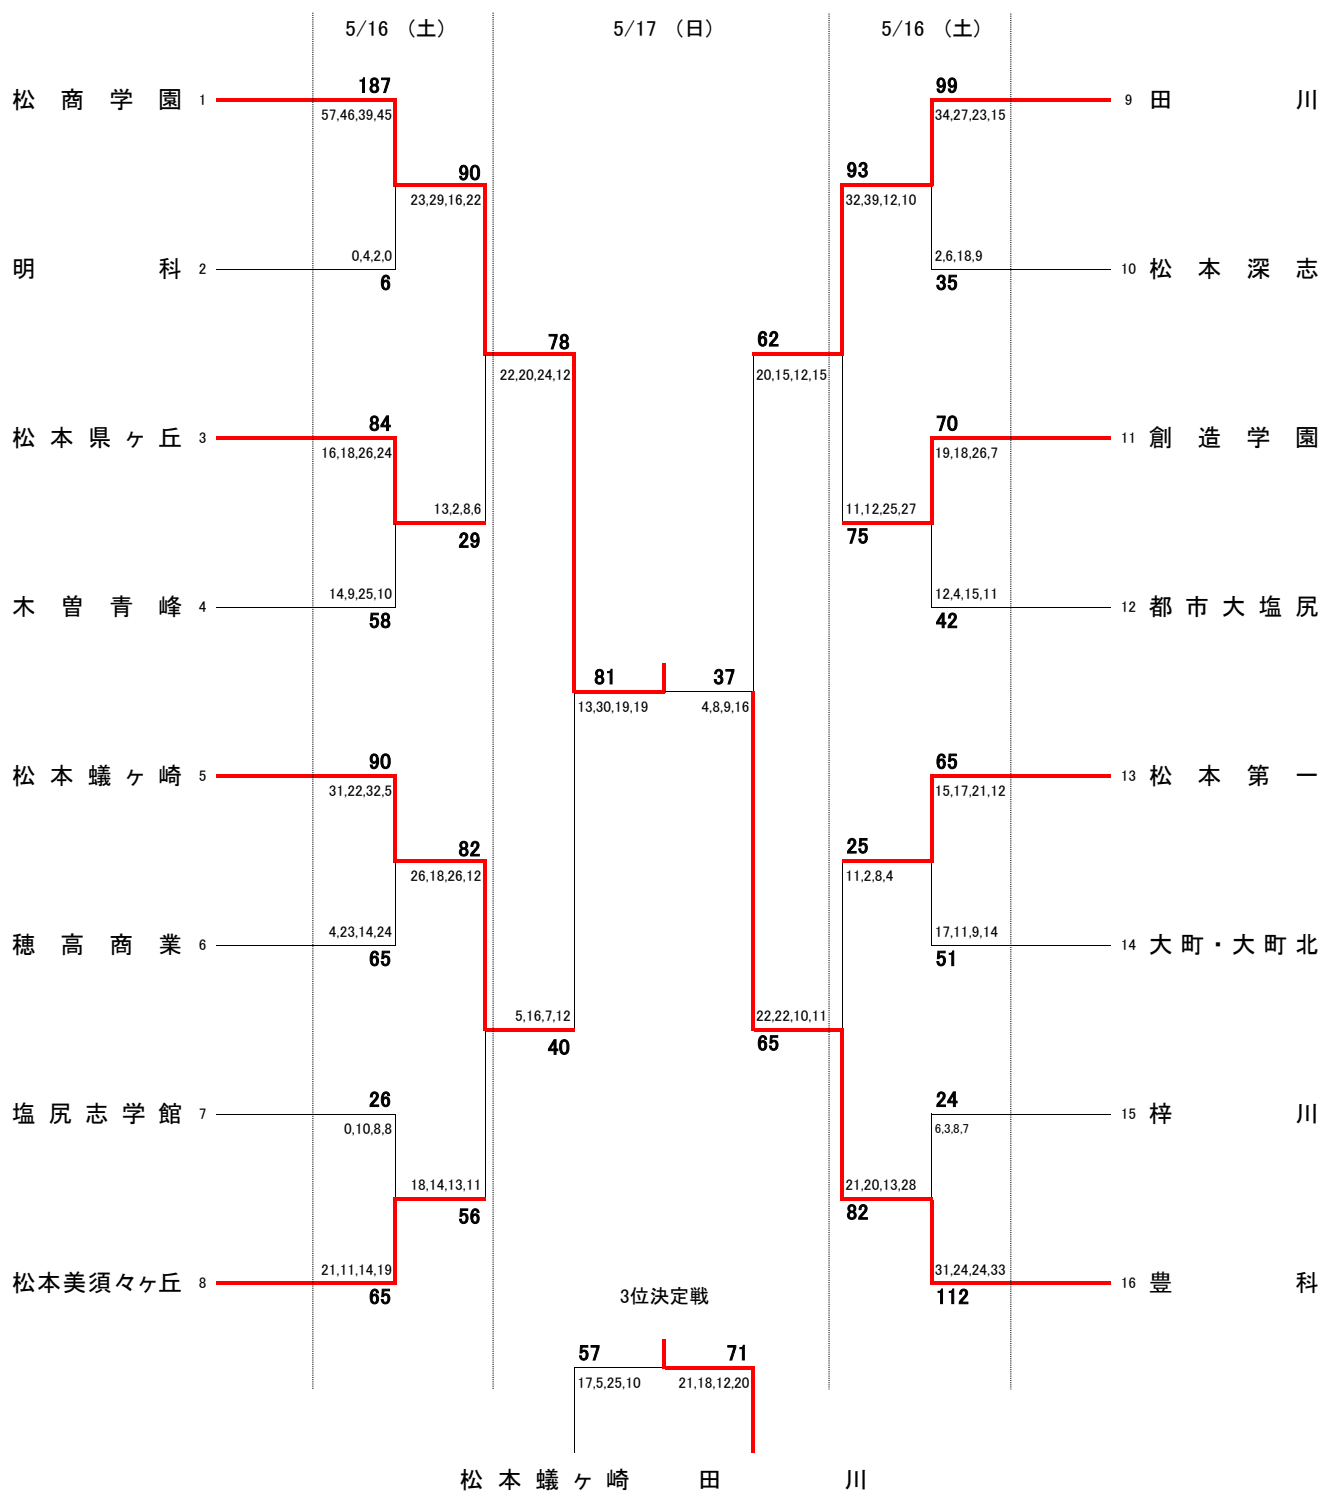 5/16 （土） 5/17 （日） 5/16 （土）
187 99
松商学園 1 9 田川
57,46,39,45 34,27,23,15
90 93
23,29,16,22 32,39,12,10
0,4,2,0 2,6,18,9
明科 2 10 松本深志
6 35
78 62
22,20,24,12 20,15,12,15
84 70
松本県ヶ丘 3 11 創造学園
16,18,26,24 19,18,26,7
13,2,8,6 11,12,25,27
29 75
14,9,25,10 12,4,15,11
木曽青峰 4 12 都市大塩尻
58 42
81 37
13,30,19,19 4,8,9,16
90 65
松本蟻ヶ崎 5 13 松本第一
31,22,32,5 15,17,21,12
82 25
26,18,26,12 11,2,8,4
4,23,14,24 17,11,9,14
穂高商業 6 14 大町・大町北
65 51
5,16,7,12 22,22,10,11
40 65
26 24
塩尻志学館 7 15 梓川
0,10,8,8 6,3,8,7
18,14,13,11 21,20,13,28
56 82
21,11,14,19 31,24,24,33
松本美須々ヶ丘 8 16 豊科
65 112
3位決定戦
57 71
17,5,25,10 21,18,12,20
松本蟻ヶ崎 田川